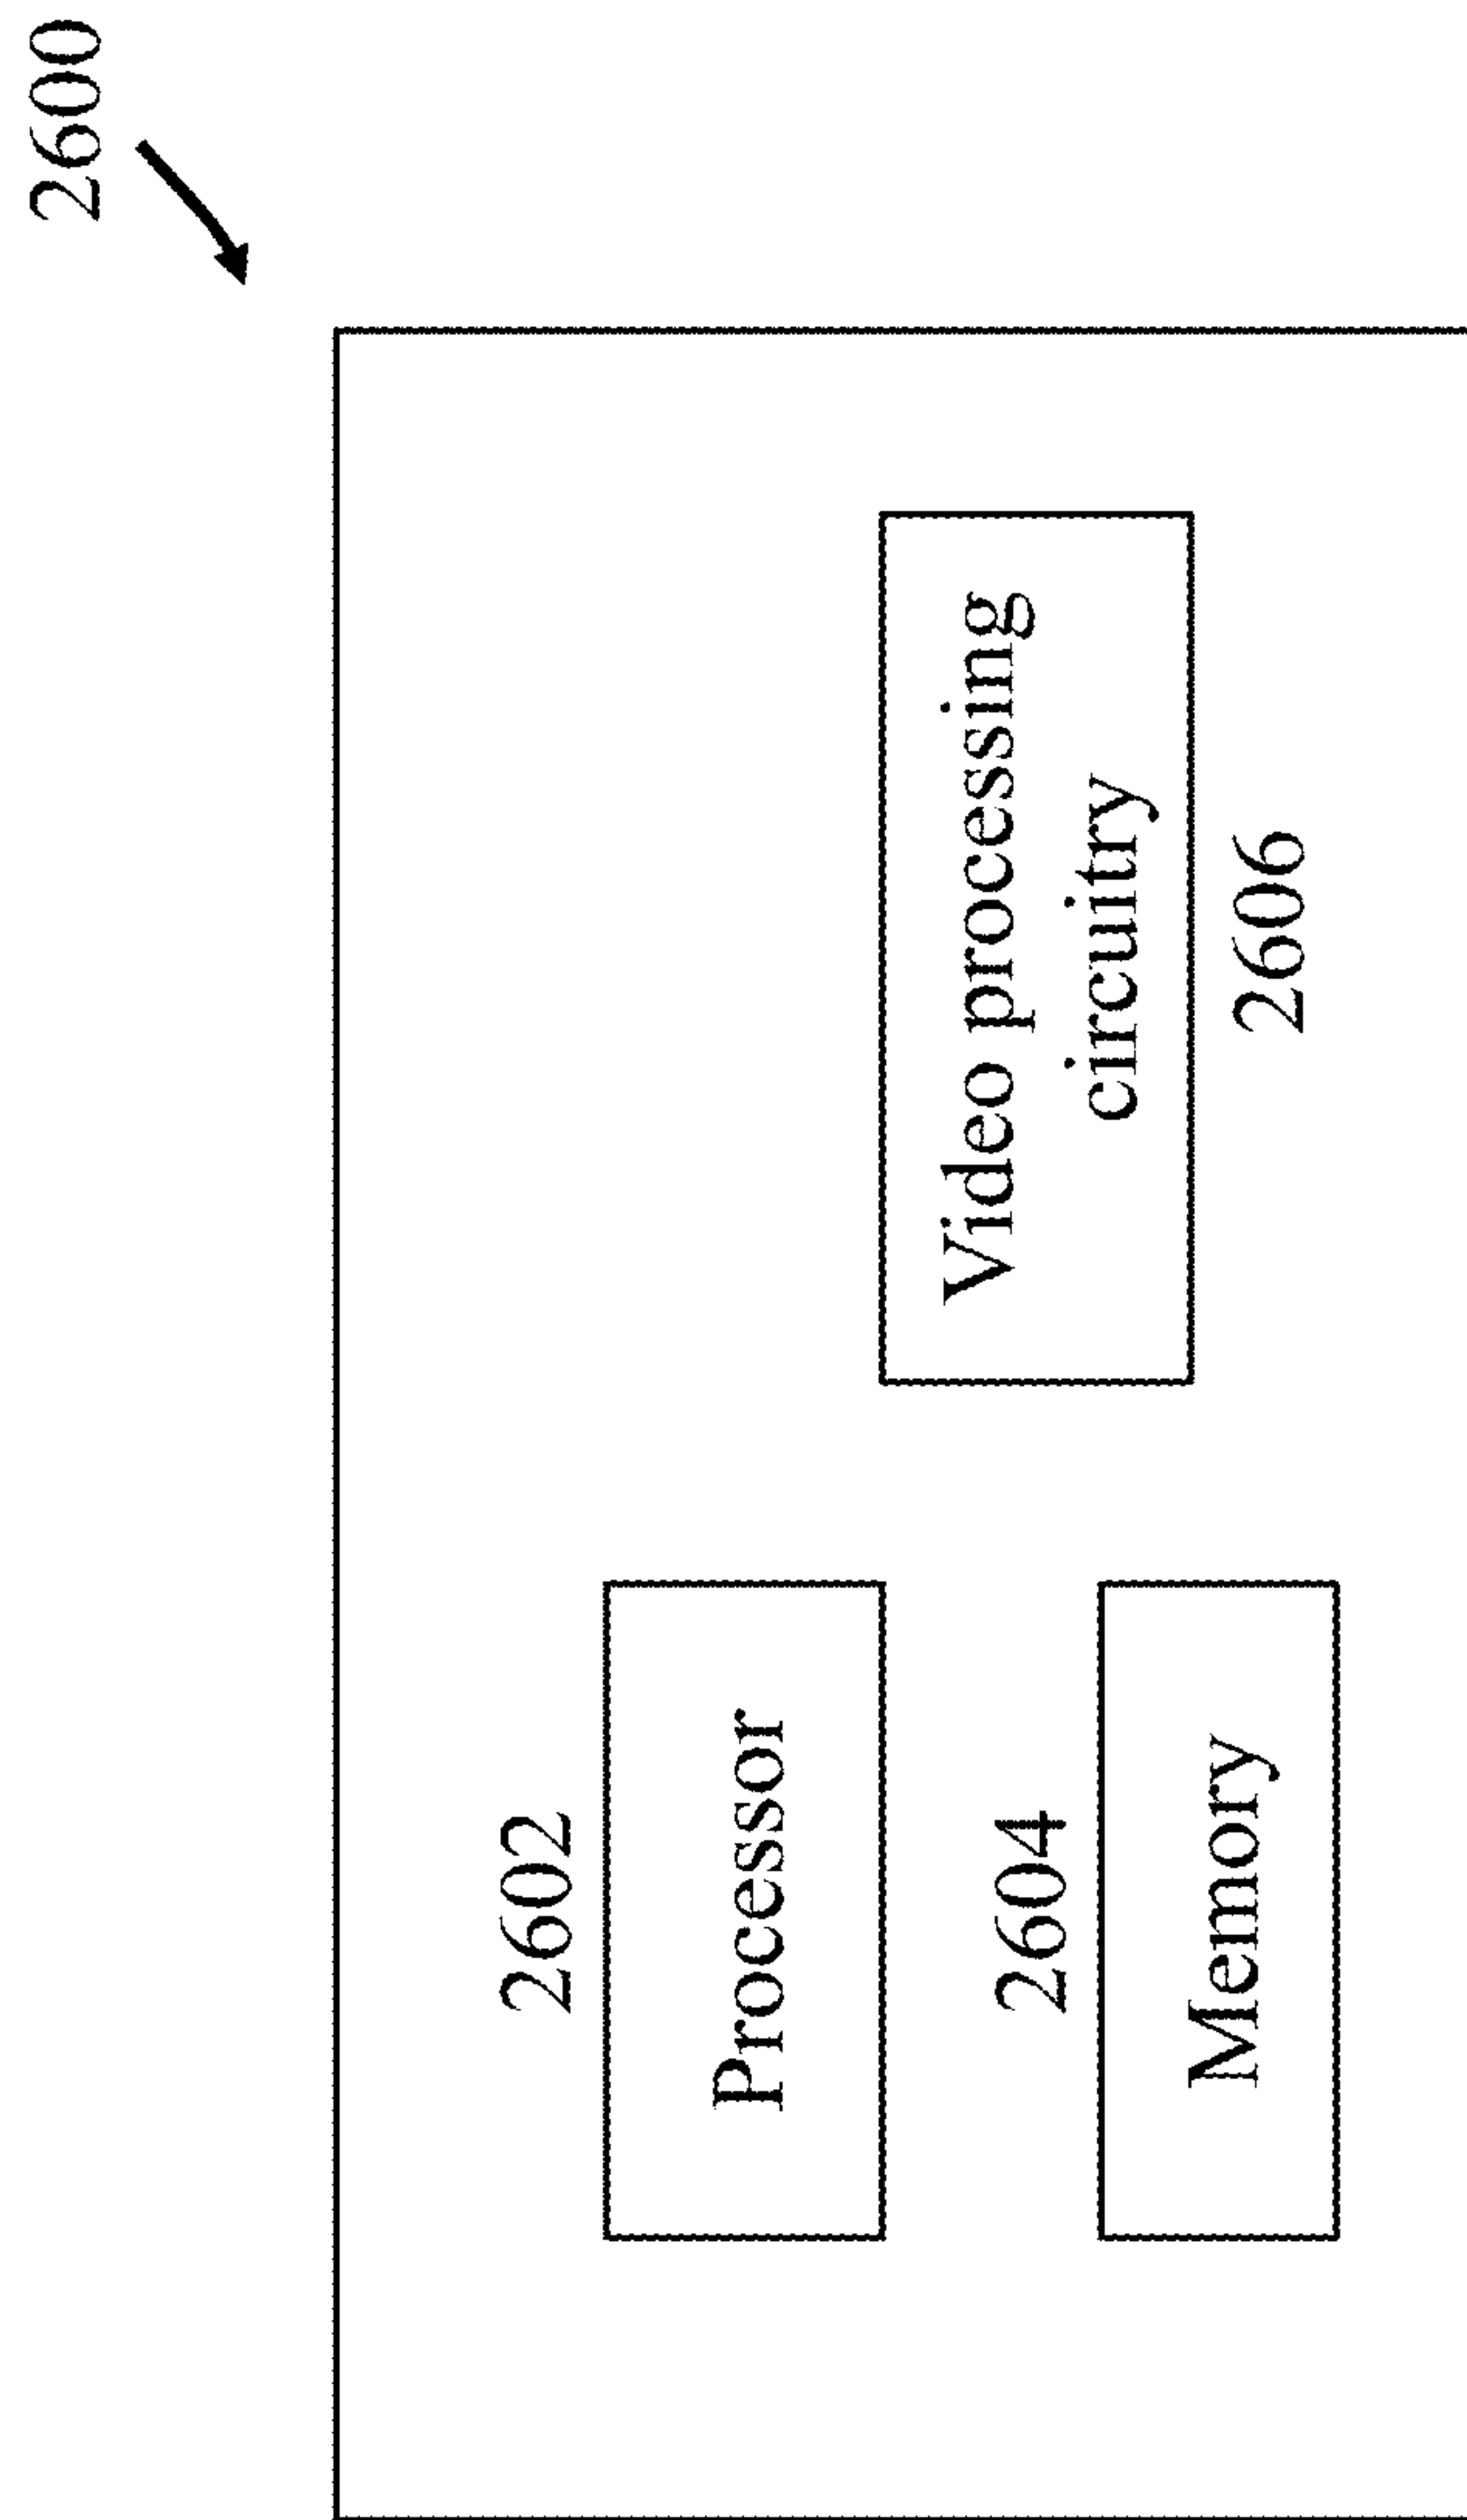 2600
2602
Processor
2604
Memory
Video processing
circuitry
2606